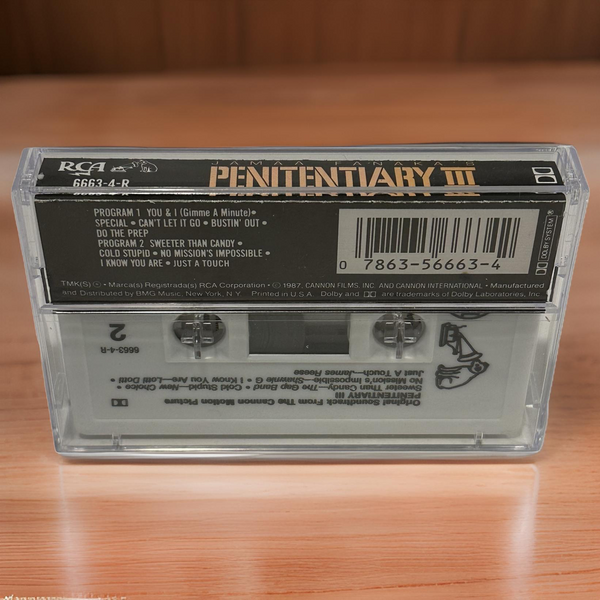 RCA
6663-4-R
JAMAA FANAKA'S
PENITENTIARY III
PROGRAM 1 YOU & I (Gimme A Minute)•
SPECIAL • CAN'T LET IT GO • BUSTIN' OUT •
DO THE PREP
PROGRAM 2 SWEETER THAN CANDY •
COLD STUPID • NO MISSION'S IMPOSSIBLE •
I KNOW YOU ARE • JUST A TOUCH
0 7863-56663-4
DOLBY SYSTEM
TMK(S) ® • Marca(s) Registrada(s) RCA Corporation • © 1987, CANNON FILMS, INC. AND CANNON INTERNATIONAL • Manufactured
and Distributed by BMG Music, New York, N.Y. Printed in U.S.A. Dolby and are trademarks of Dolby Laboratories, Inc.
Original Soundtrack From The Cannon Motion Picture
PENITENTIARY III
Sweeter Than Candy—The Gap Band • Cold Stupid—New Choice •
No Mission's Impossible—Shimmie G • I Know You Are—Lotti Dotti •
Just A Touch—James Reese
6663-4-R
2